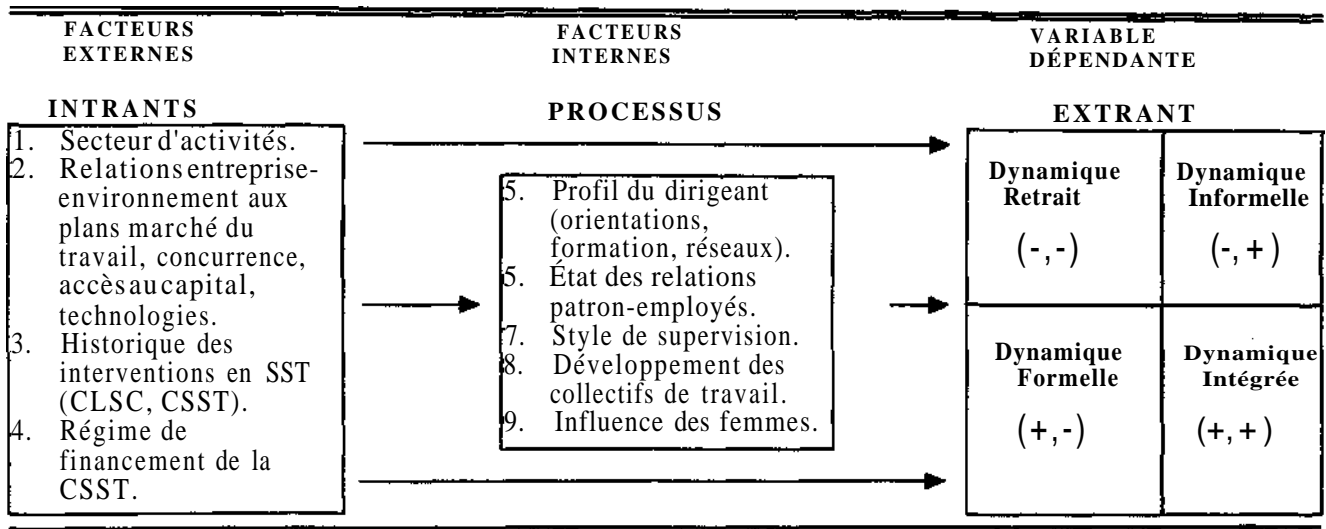 FACTEURS
EXTERNES
FACTEURS
INTERNES
VARIABLE
DÉPENDANTE
INTRANTS
PROCESSUS
EXTRANT
1. Secteur d'activités.
2. Relations entreprise-
environnement aux
plans marché du
travail, concurrence,
accès au capital,
technologies.
3. Historique des
interventions en SST
(CLSC, CSST).
4. Régime de
financement de la
CSST.
5. Profil du dirigeant
(orientations,
formation, réseaux).
5. État des relations
patron-employés.
7. Style de supervision.
8. Développement des
collectifs de travail.
9. Influence des femmes.
Dynamique
Retrait
(-,-)
Dynamique
Informelle
(-,+)
Dynamique
Formelle
(+,-)
Dynamique
Intégrée
(+,+)